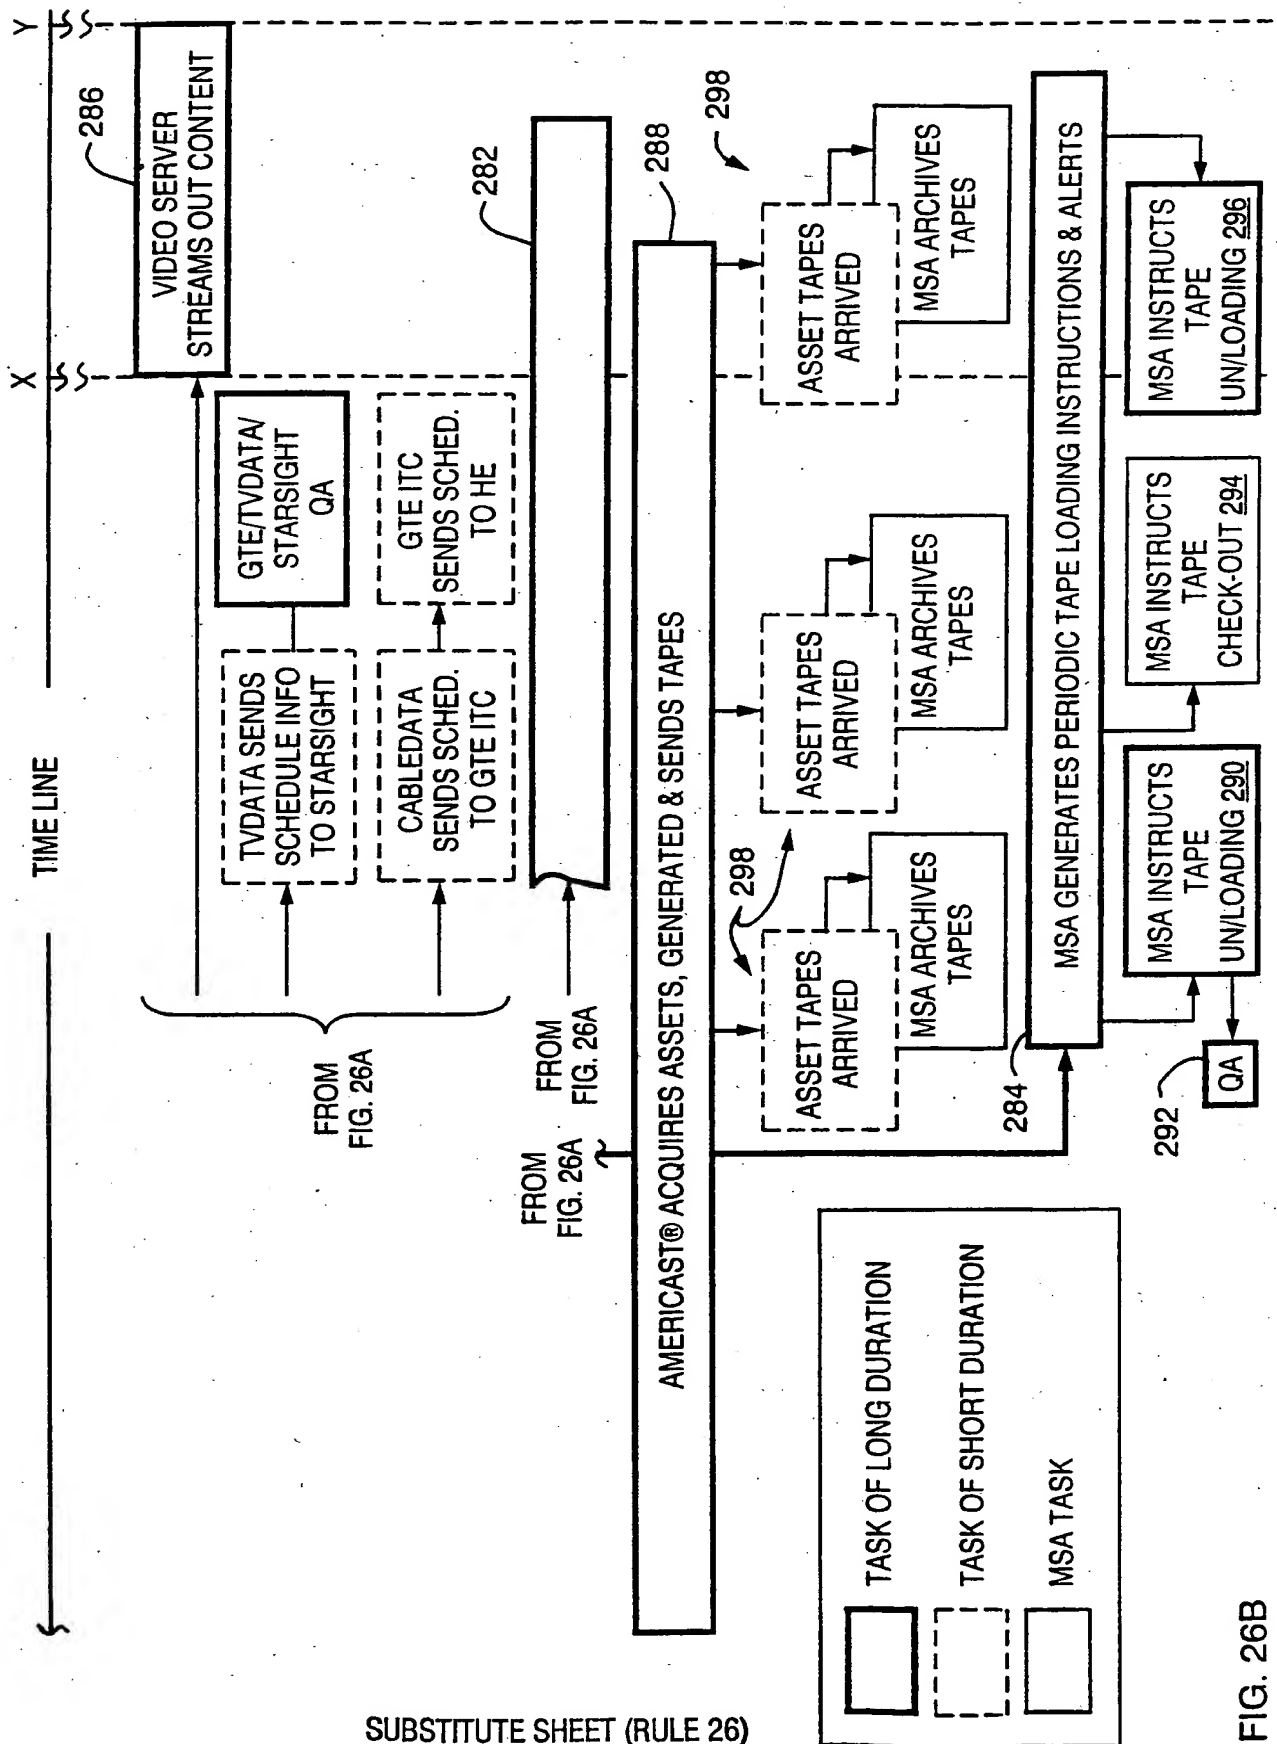 TIME LINE
X
Y
VIDEO SERVER
STREAMS OUT CONTENT
286
TVDATA SENDS
SCHEDULE INFO
TO STARSIGHT
GTE/TVDATA/
STARSIGHT
QA
CABLEDATA
SENDS SCHED.
TO GTE ITC
GTE ITC
SENDS SCHED.
TO HE
FROM
FIG. 26A
282
FROM
FIG. 26A
FROM
FIG. 26A
AMERICAST® ACQUIRES ASSETS, GENERATED & SENDS TAPES
288
298
ASSET TAPES
ARRIVED
MSA ARCHIVES
TAPES
ASSET TAPES
ARRIVED
MSA ARCHIVES
TAPES
298
ASSET TAPES
ARRIVED
MSA ARCHIVES
TAPES
284
MSA GENERATES PERIODIC TAPE LOADING INSTRUCTIONS & ALERTS
292
QA
MSA INSTRUCTS
TAPE
UN/LOADING 290
MSA INSTRUCTS
TAPE
CHECK-OUT 294
MSA INSTRUCTS
TAPE
UN/LOADING 296
TASK OF LONG DURATION
TASK OF SHORT DURATION
MSA TASK
FIG. 26B
SUBSTITUTE SHEET (RULE 26)